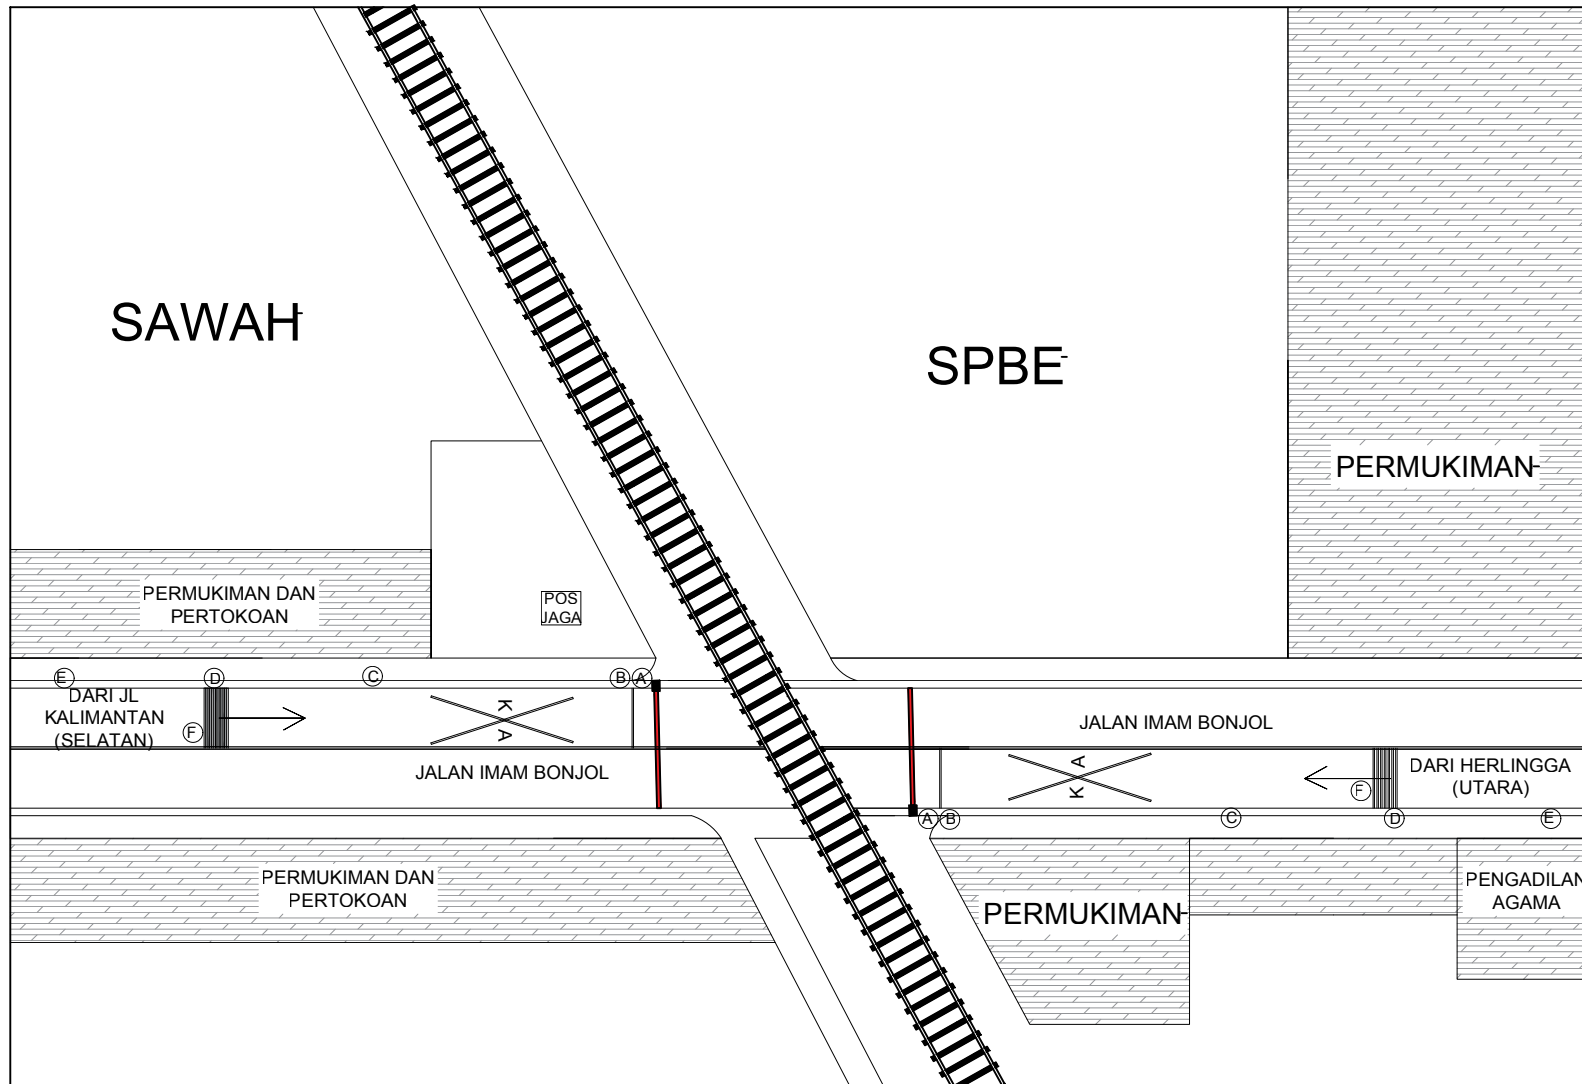 SAWAH
SPBE
PERMUKIMAN
PERMUKIMAN DAN
PERTOKOAN
POS
JAGA
E
D
C
B
A
DARI JL
KALIMANTAN
(SELATAN)
F
K
A
JALAN IMAM BONJOL
JALAN IMAM BONJOL
A
K
F
DARI HERLINGGA
(UTARA)
A
B
C
D
E
PERMUKIMAN DAN
PERTOKOAN
PERMUKIMAN
PENGADILAN
AGAMA